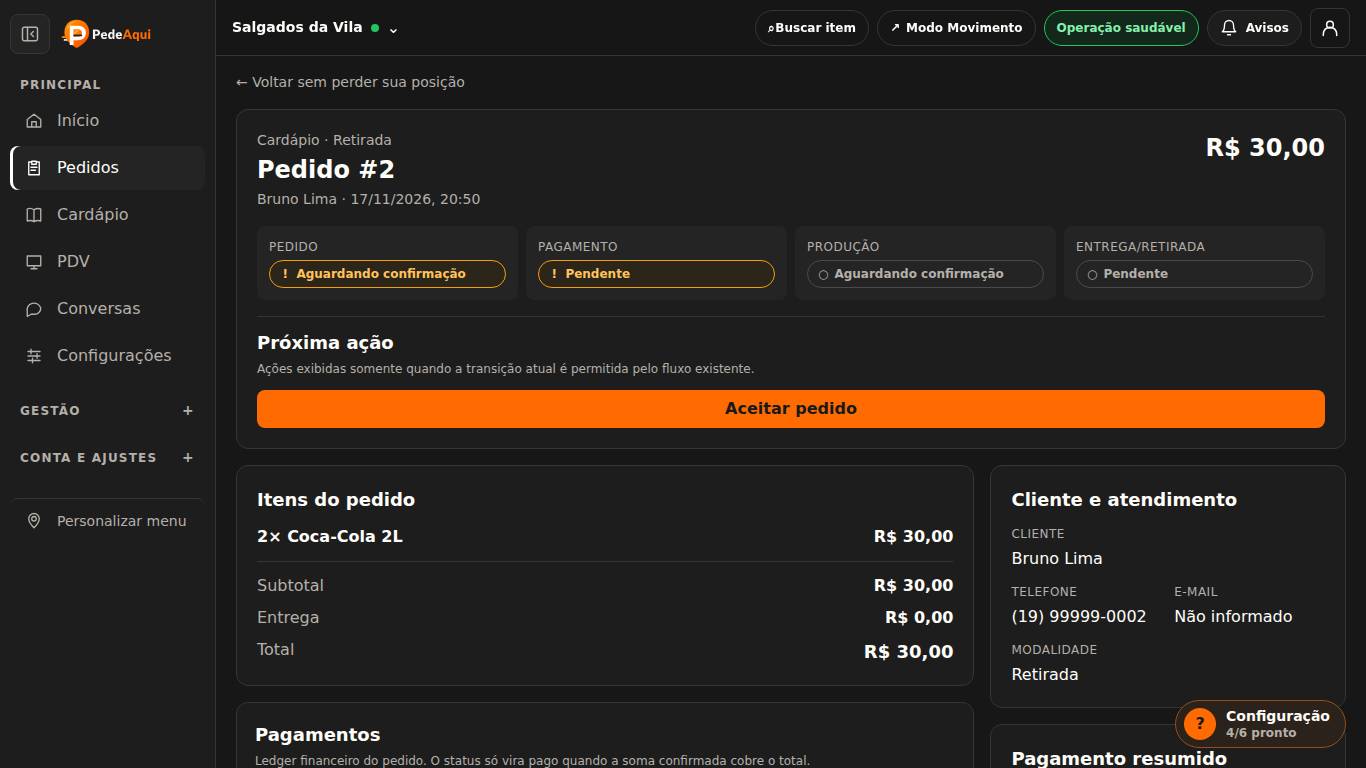 PedeAqui
PRINCIPAL
Início
Pedidos
Cardápio
PDV
Conversas
Configurações
GESTÃO +
CONTA E AJUSTES +
Personalizar menu
Salgados da Vila
Buscar item
↗ Modo Movimento
Operação saudável
Avisos
← Voltar sem perder sua posição
Cardápio · Retirada
Pedido #2
Bruno Lima · 17/11/2026, 20:50
R$ 30,00
PEDIDO
! Aguardando confirmação
PAGAMENTO
! Pendente
PRODUÇÃO
○ Aguardando confirmação
ENTREGA/RETIRADA
○ Pendente
Próxima ação
Ações exibidas somente quando a transição atual é permitida pelo fluxo existente.
Aceitar pedido
Itens do pedido
2× Coca-Cola 2L R$ 30,00
Subtotal R$ 30,00
Entrega R$ 0,00
Total R$ 30,00
Pagamentos
Ledger financeiro do pedido. O status só vira pago quando a soma confirmada cobre o total.
Cliente e atendimento
CLIENTE
Bruno Lima
TELEFONE
(19) 99999-0002
E-MAIL
Não informado
MODALIDADE
Retirada
Pagamento resumido
?
Configuração
4/6 pronto